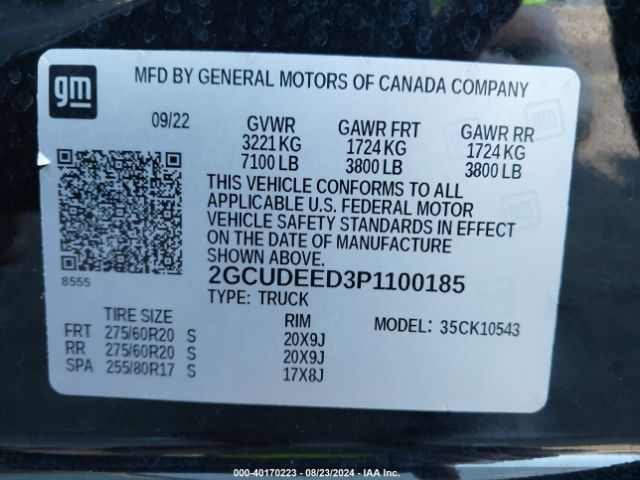 gm
MFD BY GENERAL MOTORS OF CANADA COMPANY
09/22 GVWR GAWR FRT GAWR RR
3221 KG 1724 KG 1724 KG
7100 LB 3800 LB 3800 LB
THIS VEHICLE CONFORMS TO ALL
APPLICABLE U.S. FEDERAL MOTOR
VEHICLE SAFETY STANDARDS IN EFFECT
ON THE DATE OF MANUFACTURE
SHOWN ABOVE.
8555
2GCUDEED3P1100185
TYPE: TRUCK
TIRE SIZE RIM MODEL: 35CK10543
FRT 275/60R20 S 20X9J
RR 275/60R20 S 20X9J
SPA 255/80R17 S 17X8J
000-40170223 - 08/23/2024 - IAA Inc.